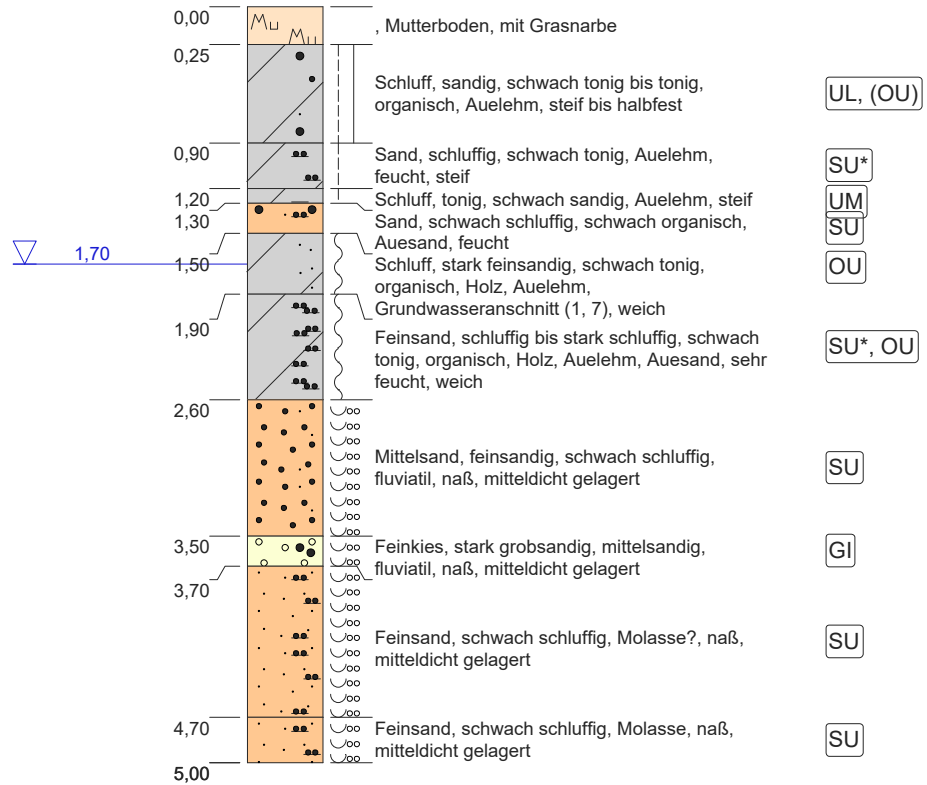 0,00
Mu
Mu
, Mutterboden, mit Grasnarbe
0,25
Schluff, sandig, schwach tonig bis tonig,
organisch, Auelehm, steif bis halbfest
UL, (OU)
0,90
Sand, schluffig, schwach tonig, Auelehm,
feucht, steif
SU*
1,20
Schluff, tonig, schwach sandig, Auelehm, steif
UM
1,30
Sand, schwach schluffig, schwach organisch,
Auesand, feucht
SU
1,70
1,50
Schluff, stark feinsandig, schwach tonig,
organisch, Holz, Auelehm,
Grundwasseranschnitt (1, 7), weich
OU
1,90
Feinsand, schluffig bis stark schluffig, schwach
tonig, organisch, Holz, Auelehm, Auesand, sehr
feucht, weich
SU*, OU
2,60
Mittelsand, feinsandig, schwach schluffig,
fluviatil, naß, mitteldicht gelagert
SU
3,50
Feinkies, stark grobsandig, mittelsandig,
fluviatil, naß, mitteldicht gelagert
GI
3,70
Feinsand, schwach schluffig, Molasse?, naß,
mitteldicht gelagert
SU
4,70
Feinsand, schwach schluffig, Molasse, naß,
mitteldicht gelagert
SU
5,00